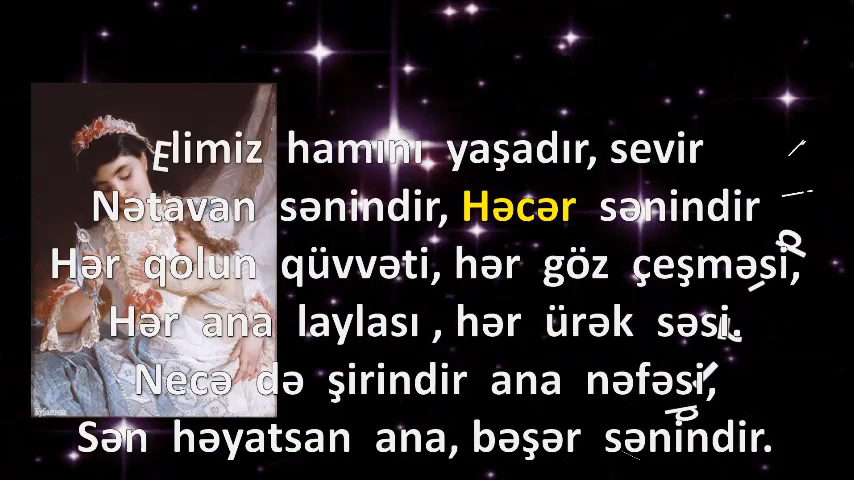 Elimiz hamını yaşadır, sevir
Nətavan sənindir, Həcər sənindir
Hər qolun qüvvəti, hər göz çeşməsi,
Hər ana laylası , hər ürək səsi.
Necə də şirindir ana nəfəsi,
Sən həyatsan ana, bəşər sənindir.